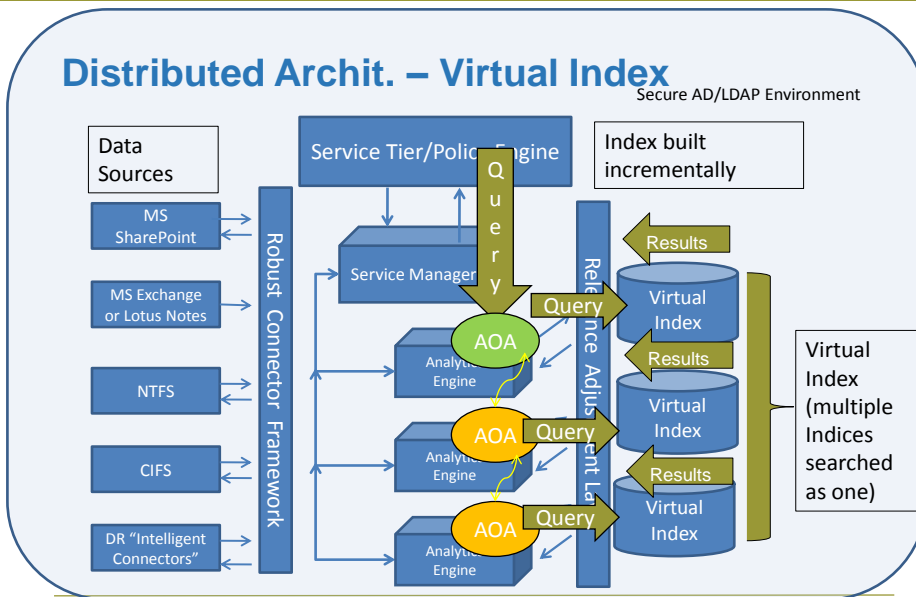 Distributed Archit. – Virtual Index
Secure AD/LDAP Environment
Data
Sources
Service Tier/Policy Engine
Index built
incrementally
MS
SharePoint
MS Exchange
or Lotus Notes
NTFS
CIFS
DR "Intelligent
Connectors"
Robust Connector Framework
Service Manager
Query
AOA
Analytics
Engine
AOA
Engine
AOA
Engine
Query
Query
Query
Results
Virtual
Index
Results
Virtual
Index
Results
Virtual
Index
Virtual
Index
(multiple
Indices
searched
as one)